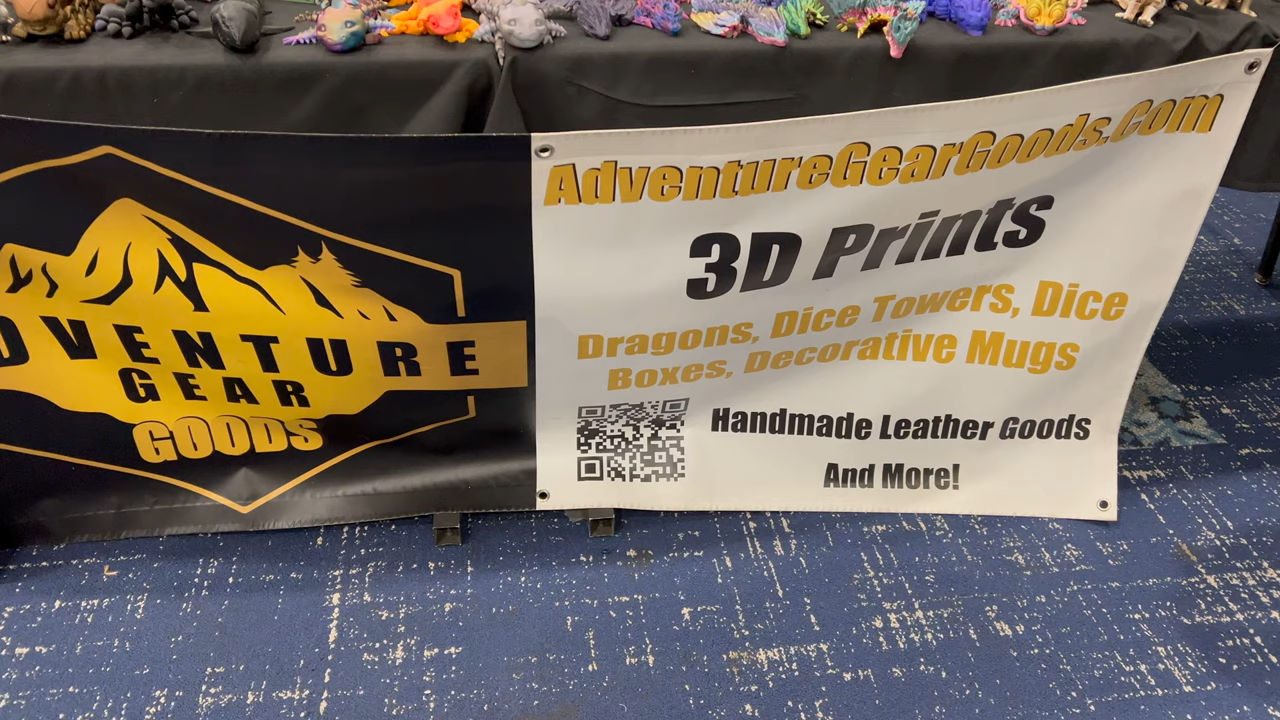 DVENTURE
GEAR
GOODS
AdventureGearGoods.Com
3D Prints
Dragons, Dice Towers, Dice
Boxes, Decorative Mugs
Handmade Leather Goods
And More!